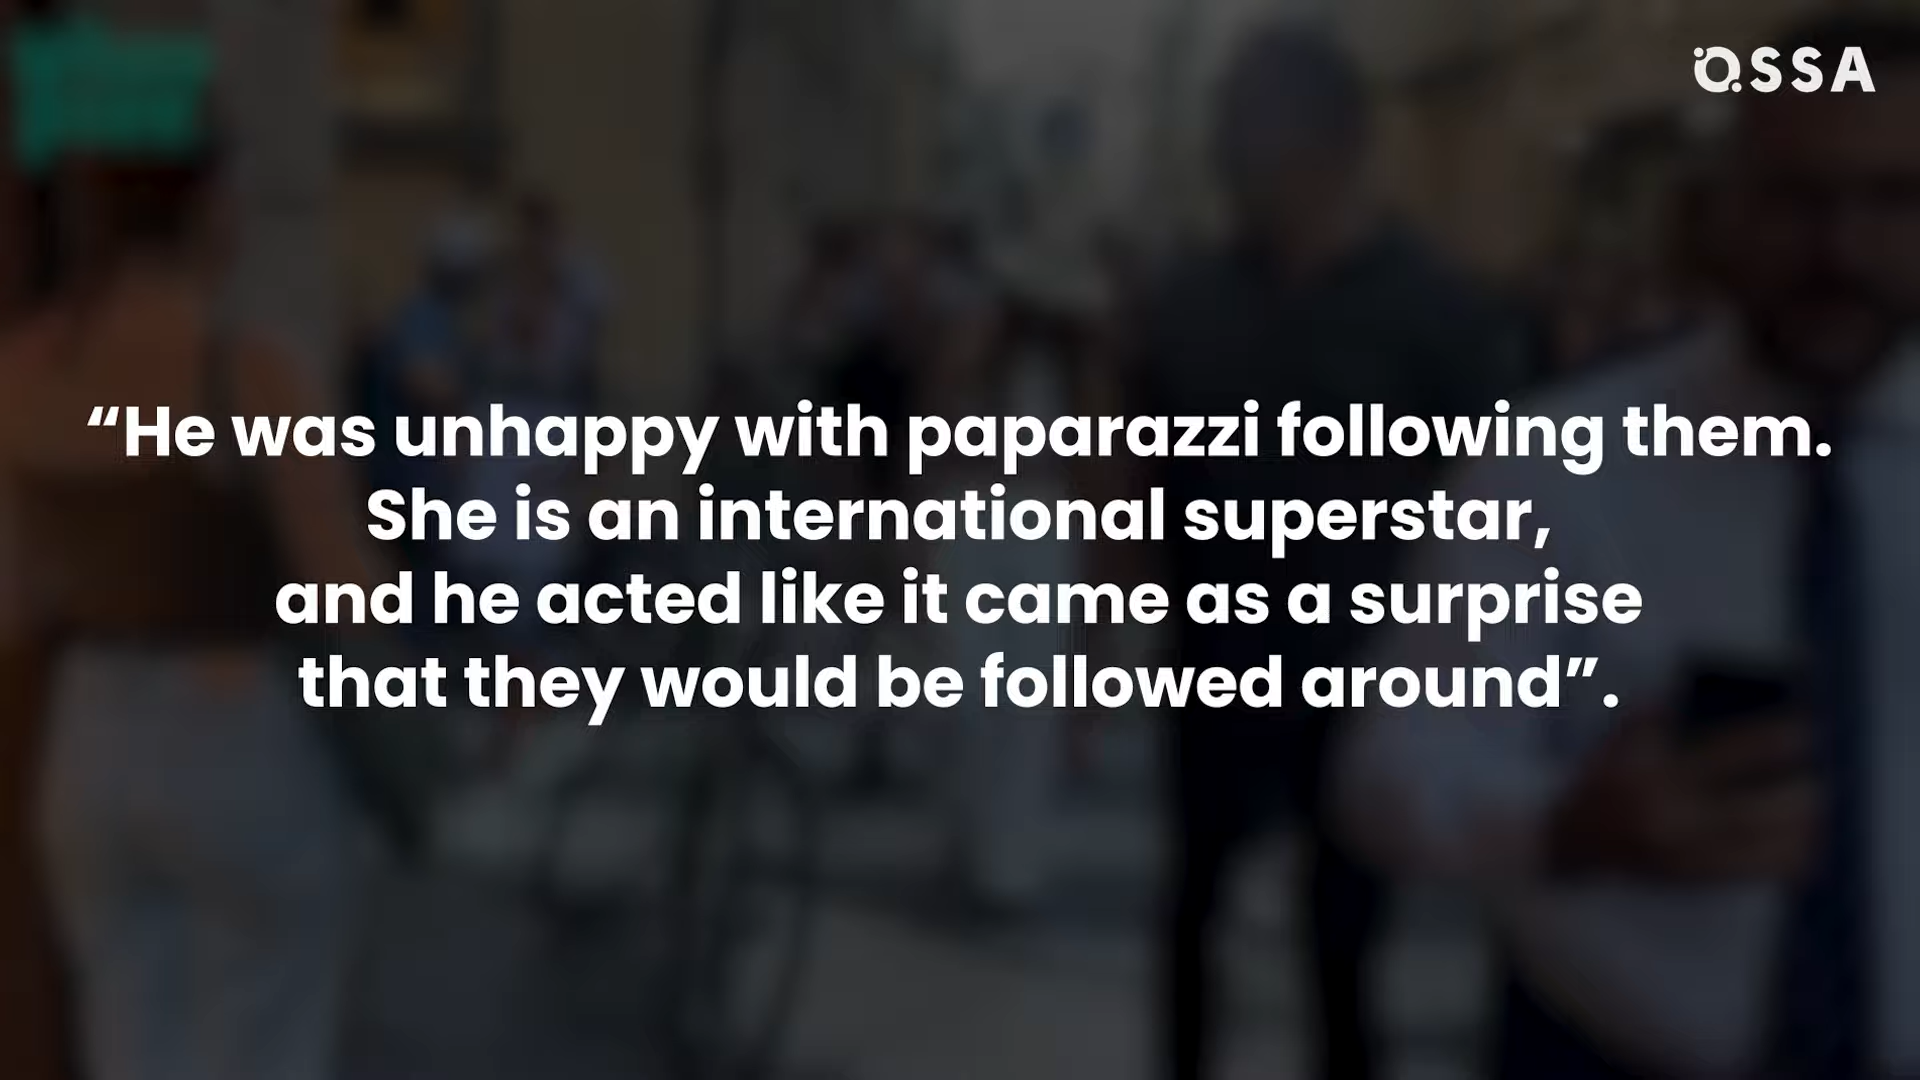 OSSA
“He was unhappy with paparazzi following them.
She is an international superstar,
and he acted like it came as a surprise
that they would be followed around”.